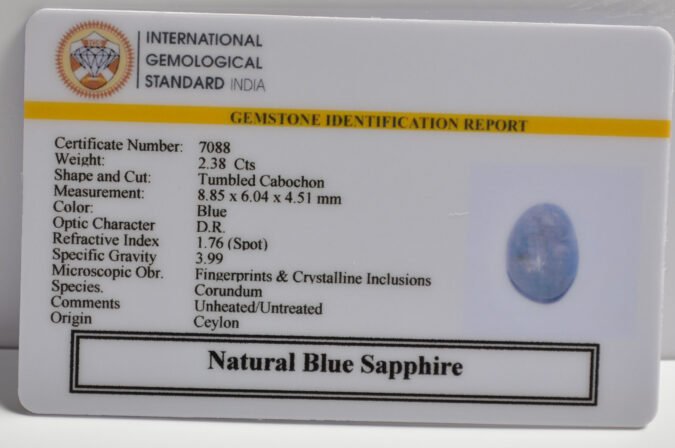 INTERNATIONAL
GEMOLOGICAL
STANDARD INDIA
GEMSTONE IDENTIFICATION REPORT
Certificate Number: 7088
Weight: 2.38 Cts
Shape and Cut: Tumbled Cabochon
Measurement: 8.85 x 6.04 x 4.51 mm
Color: Blue
Optic Character D.R.
Refractive Index 1.76 (Spot)
Specific Gravity 3.99
Microscopic Obr. Fingerprints & Crystalline Inclusions
Species. Corundum
Comments Unheated/Untreated
Origin Ceylon
Natural Blue Sapphire